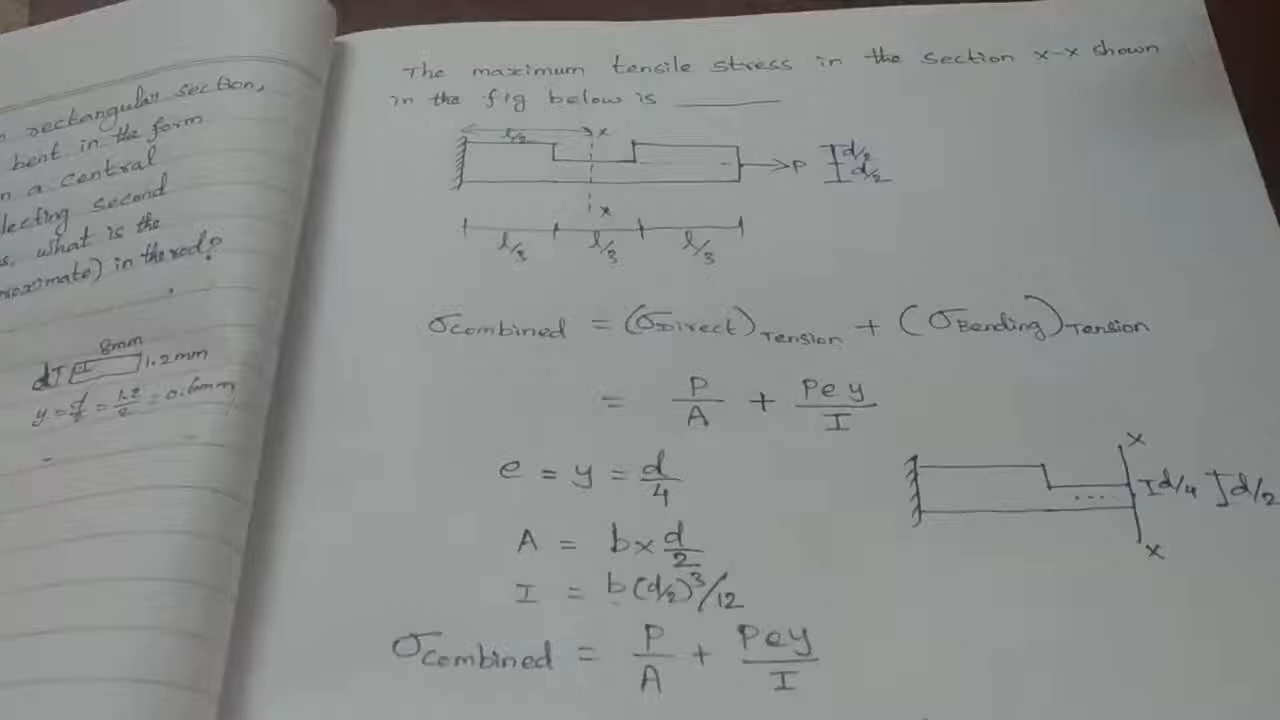 rectangular section,
bent in the form
n a central
lecting second
what is the
roximate) in the rod?
8mm
dI 1.2mm
y = d/2 = 1.2/2 = 0.6mm
The maximum tensile stress in the section x-x shown
in the fig below is ______
x
P d/2
d/2
x
l/3 l/3 l/3
σcombined = (σDirect)Tension + (σBending)Tension
= P/A + Pey/I
e = y = d/4
A = b x d/2
I = b(d/2)^3/12
x
I d/4 I d/2
x
σcombined = P/A + Pey/I